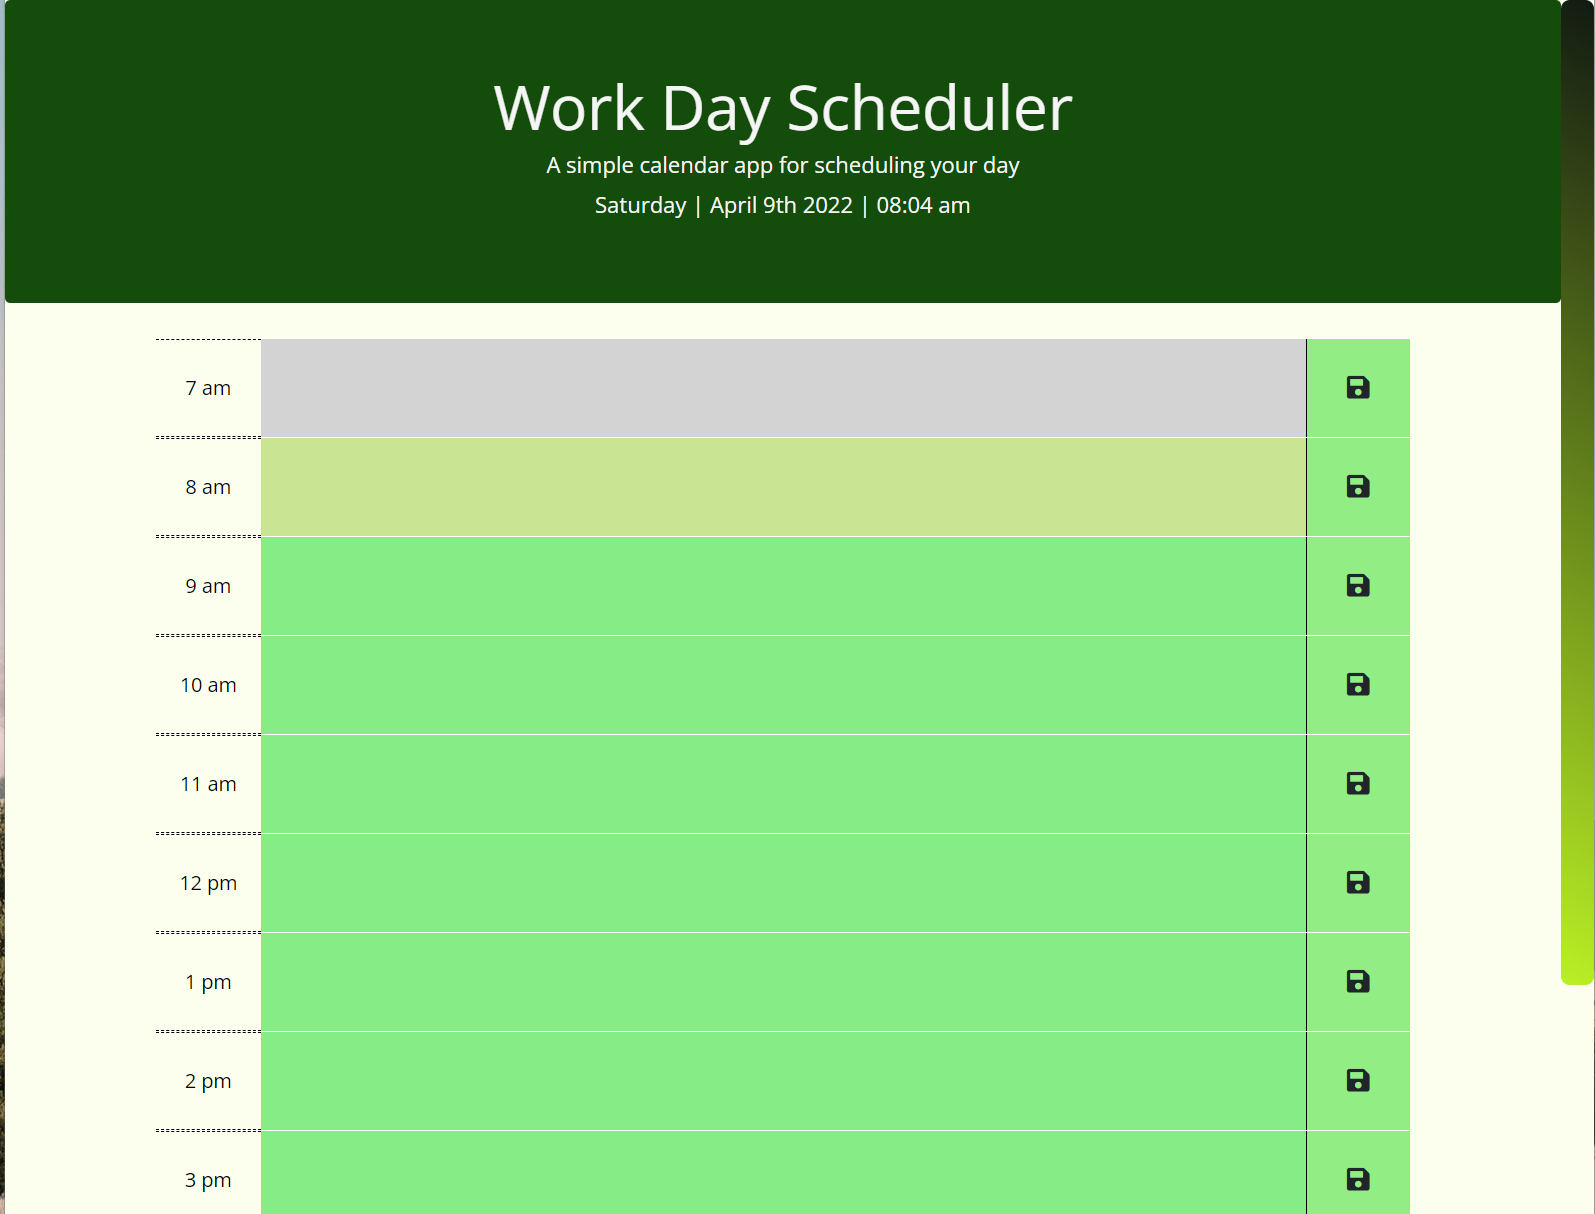 Work Day Scheduler
A simple calendar app for scheduling your day
Saturday | April 9th 2022 | 08:04 am
7 am
8 am
9 am
10 am
11 am
12 pm
1 pm
2 pm
3 pm